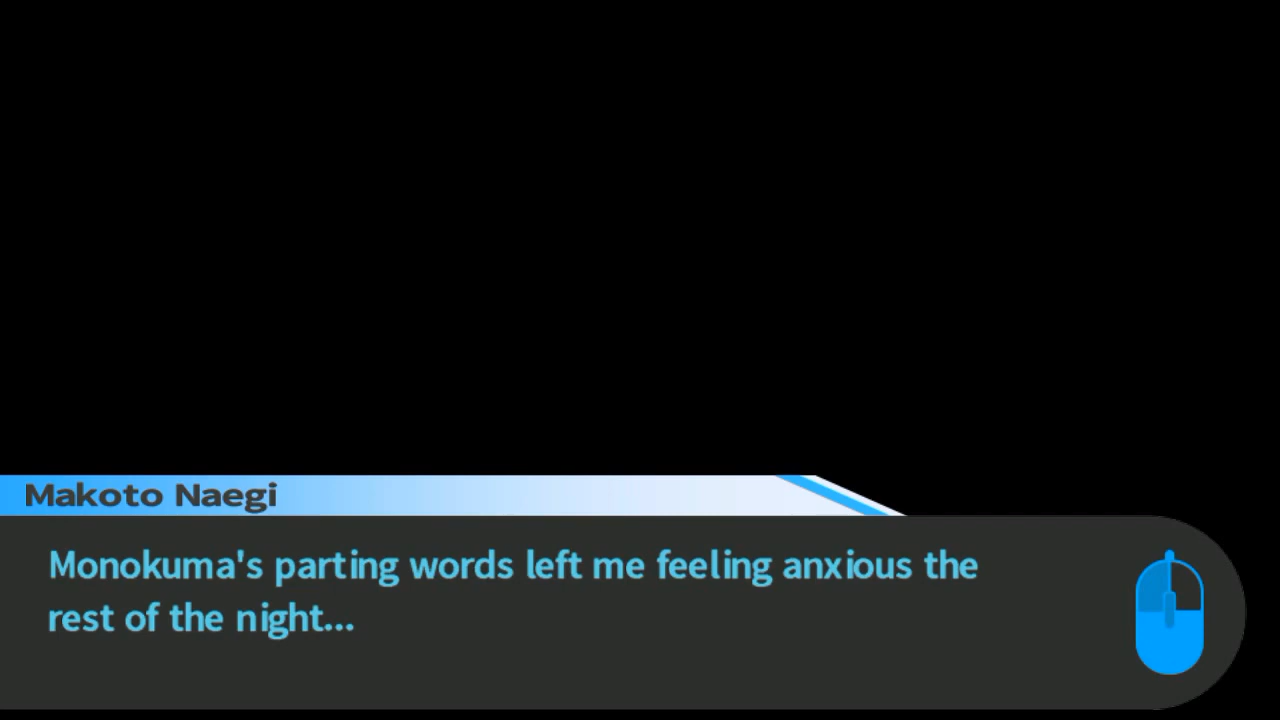 Makoto Naegi
Monokuma's parting words left me feeling anxious the
rest of the night...